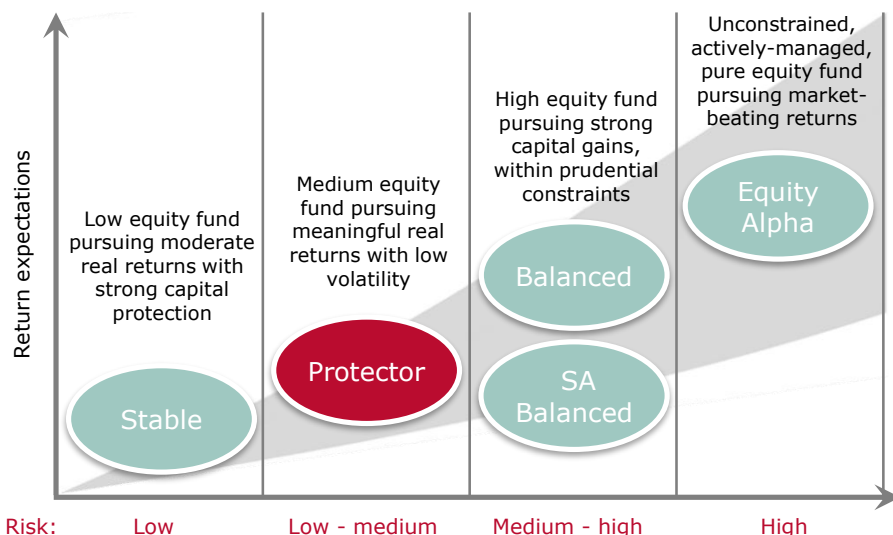 Return expectations
Low equity fund
pursuing moderate
real returns with
strong capital
protection
Stable
Medium equity
fund pursuing
meaningful real
returns with low
volatility
Protector
High equity fund
pursuing strong
capital gains,
within prudential
constraints
Balanced
SA
Balanced
Unconstrained,
actively-managed,
pure equity fund
pursuing market-
beating returns
Equity
Alpha
Risk:
Low
Low - medium
Medium - high
High